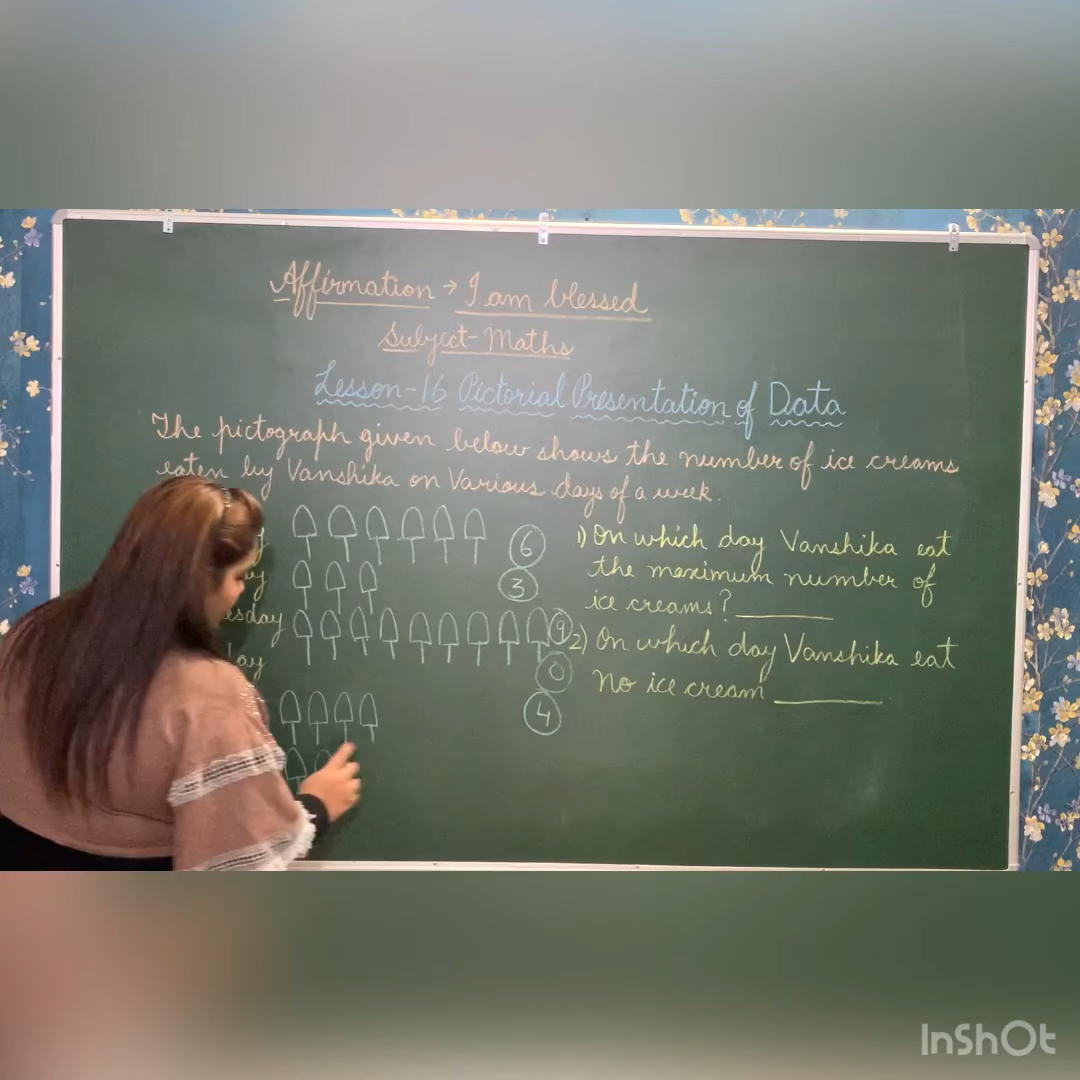 Affirmation → I am blessed
Subject- Maths
Lesson-16 Pictorial Presentation of Data
The pictograph given below shows the number of ice creams
eaten by Vanshika on Various days of a week.
6
3
9
0
4
1) On which day Vanshika eat
the maximum number of
ice creams? ______
2) On which day Vanshika eat
No ice cream ______
InShOt